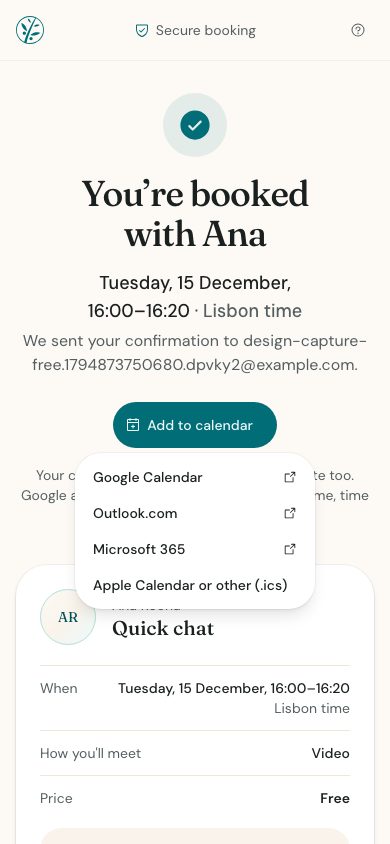 Secure booking
You’re booked
with Ana
Tuesday, 15 December,
16:00–16:20 · Lisbon time
We sent your confirmation to design-capture-
free.1794873750680.dpvky2@example.com.
Add to calendar
Your
too.
Google
time
Google Calendar
Outlook.com
Microsoft 365
Apple Calendar or other (.ics)
AR
Quick chat
When
Tuesday, 15 December, 16:00–16:20
Lisbon time
How you'll meet
Video
Price
Free